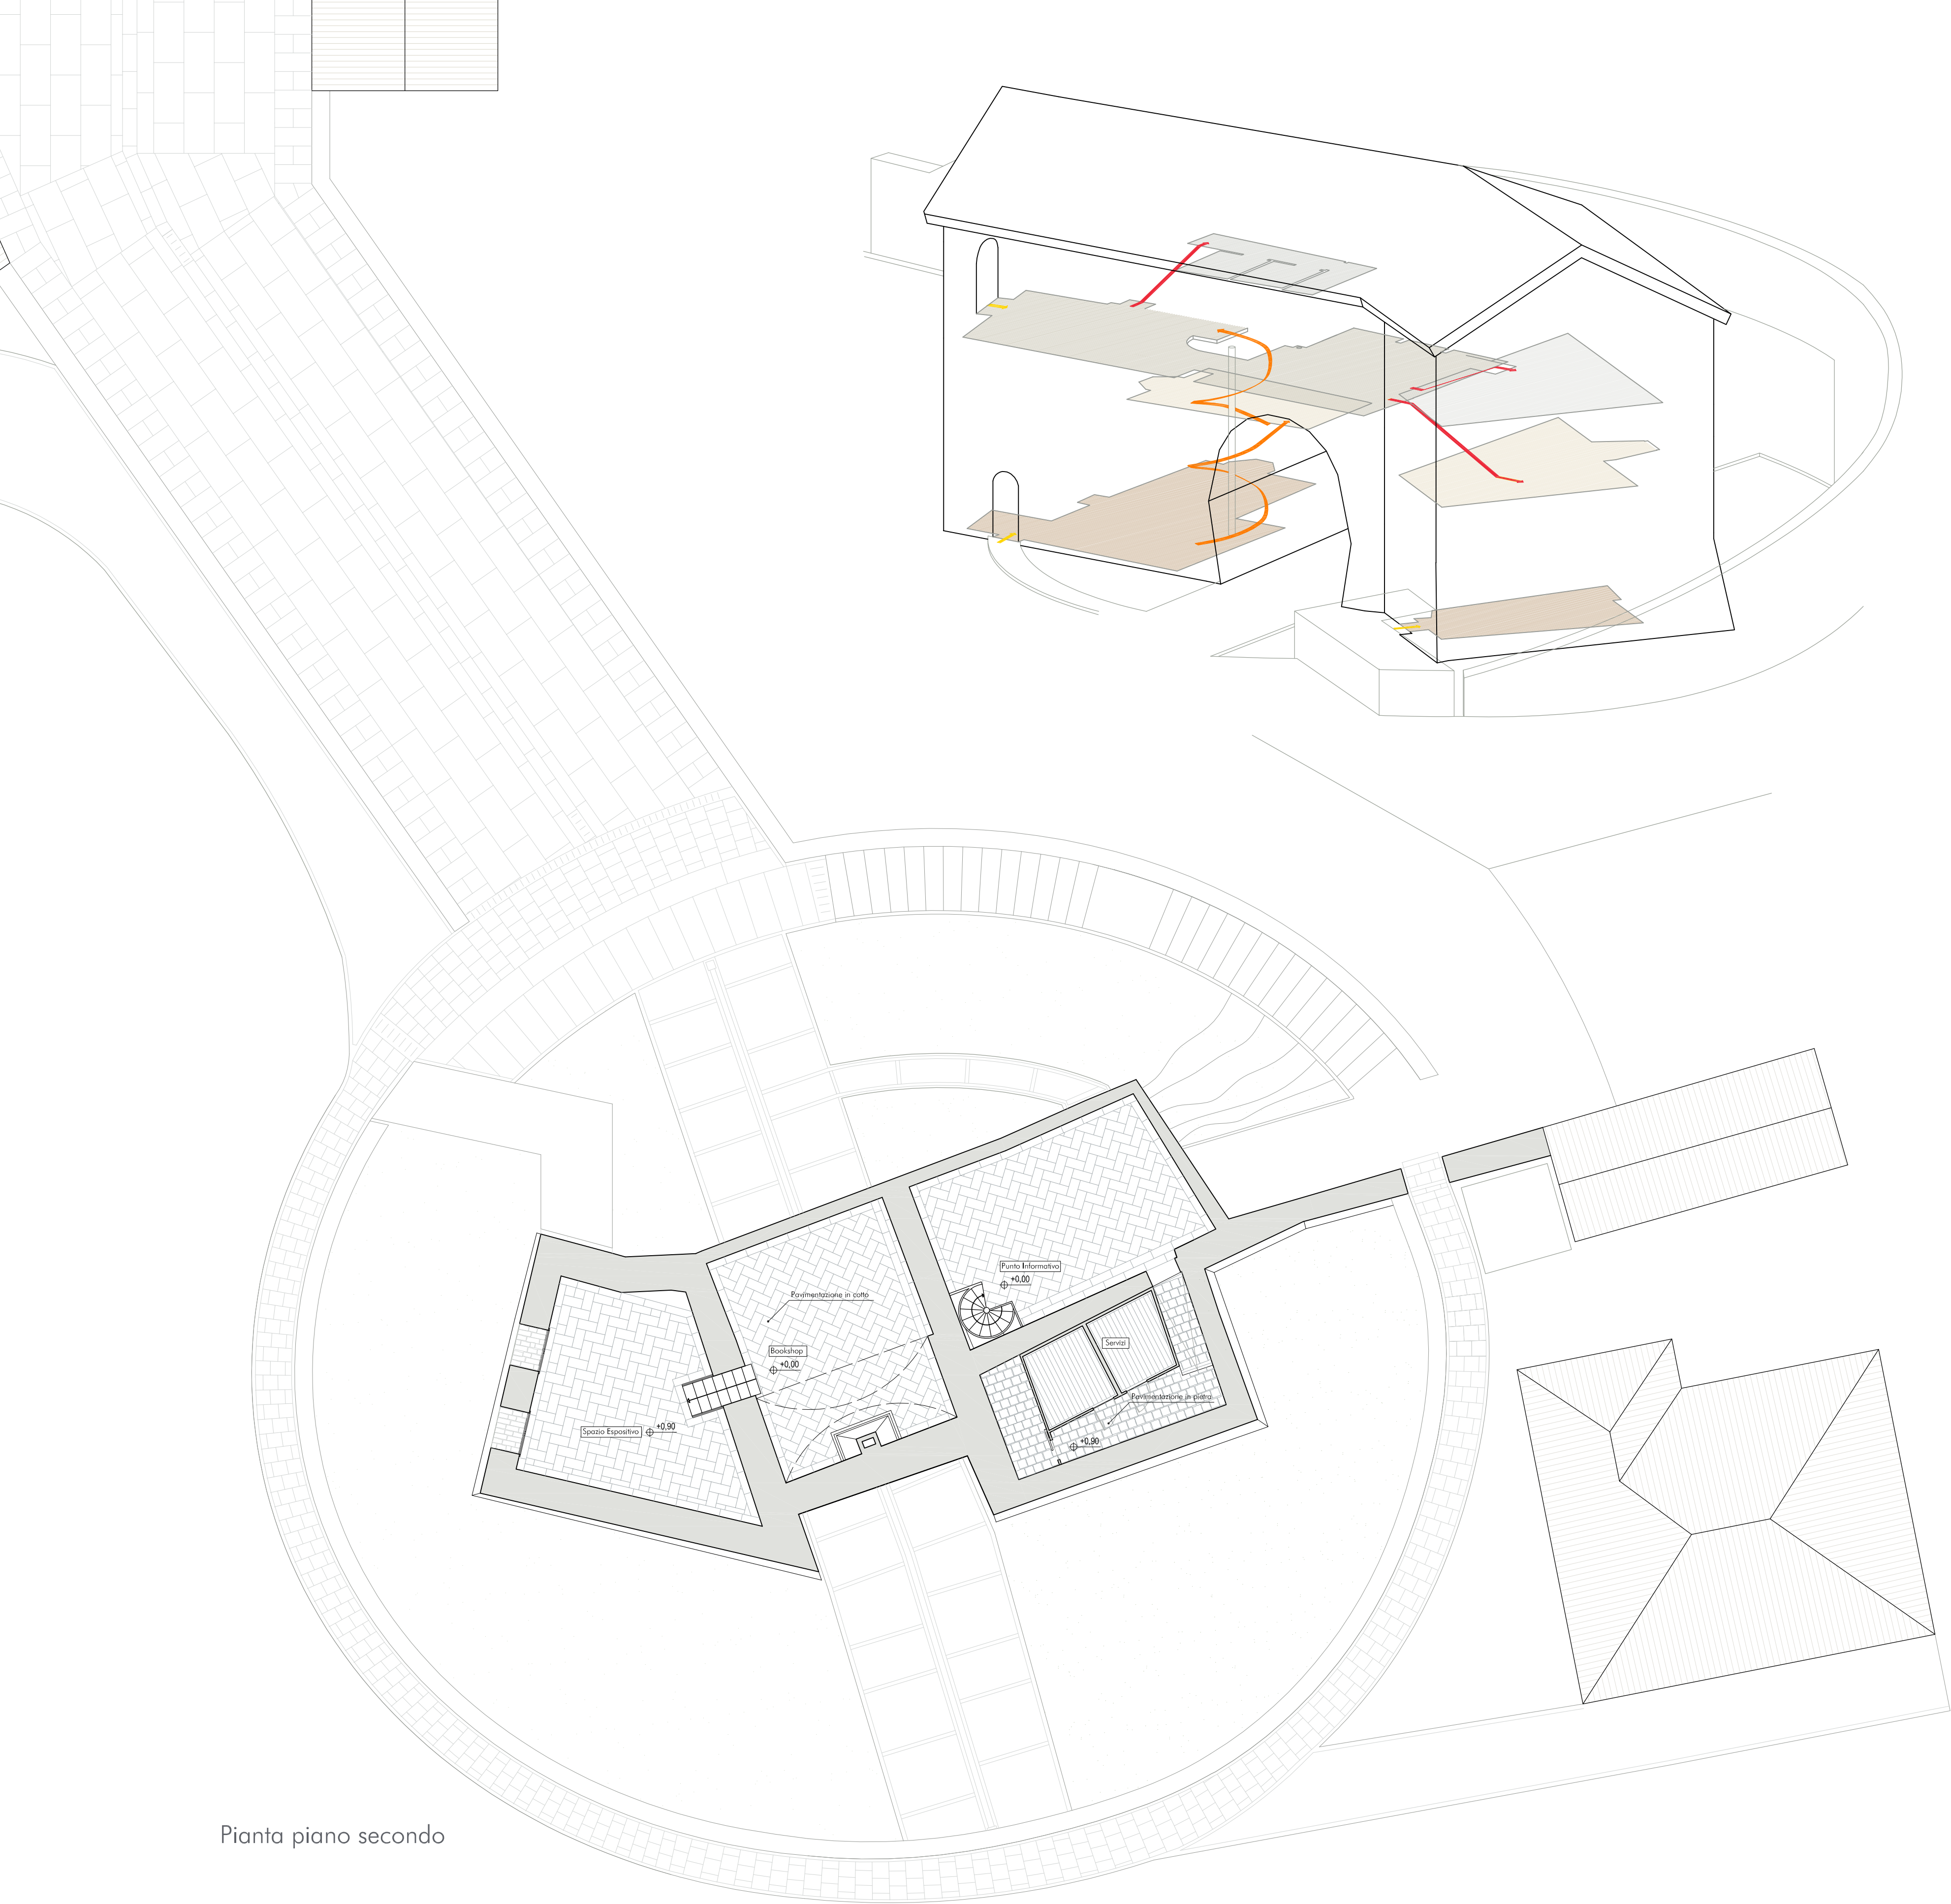 Punto Informativo
+0,00
Pavimentazione in cotto
Servizi
Bookshop
+0,00
Pavimentazione in pietra
Spazio Espositivo
+0,90
+0,90
Pianta piano secondo